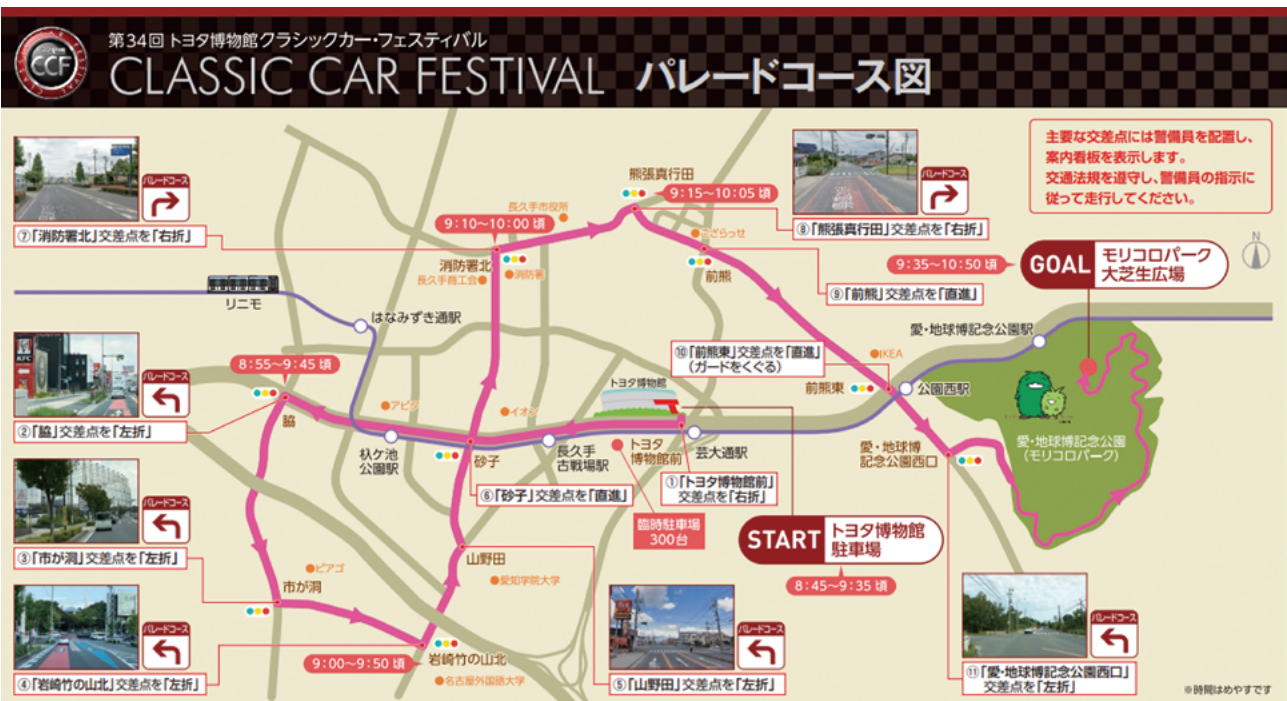 CCF
第34回 トヨタ博物館クラシックカー・フェスティバル
CLASSIC CAR FESTIVAL パレードコース図
主要な交差点には警備員を配置し、
案内看板を表示します。
交通法規を遵守し、警備員の指示に
従って走行してください。
パレードコース
⑦「消防署北」交差点を「右折」
9:10〜10:00 頃
長久手市役所
消防署北
長久手商工会
消防署
熊張真行田
9:15〜10:05 頃
パレードコース
⑧「熊張真行田」交差点を「右折」
ござらっせ
前熊
⑨「前熊」交差点を「直進」
9:35〜10:50 頃
GOAL
モリコロパーク
大芝生広場
N
リニモ
はなみずき通駅
愛・地球博記念公園駅
⑩「前熊東」交差点を「直進」
(ガードをくぐる)
IKEA
前熊東
公園西駅
KFC
パレードコース
②「脇」交差点を「左折」
8:55〜9:45 頃
脇
アピタ
イオン
トヨタ博物館
杁ケ池
公園駅
砂子
長久手
古戦場駅
トヨタ
博物館前
芸大通駅
愛・地球博
記念公園西口
愛・地球博記念公園
(モリコロパーク)
①「トヨタ博物館前」
交差点を「右折」
⑥「砂子」交差点を「直進」
臨時駐車場
300台
START
トヨタ博物館
駐車場
8:45〜9:35 頃
パレードコース
③「市が洞」交差点を「左折」
ピアゴ
市が洞
山野田
愛知学院大学
パレードコース
④「岩崎竹の山北」交差点を「左折」
9:00〜9:50 頃
岩崎竹の山北
名古屋外国語大学
パレードコース
⑤「山野田」交差点を「左折」
パレードコース
⑪「愛・地球博記念公園西口」
交差点を「左折」
※時間はめやすです